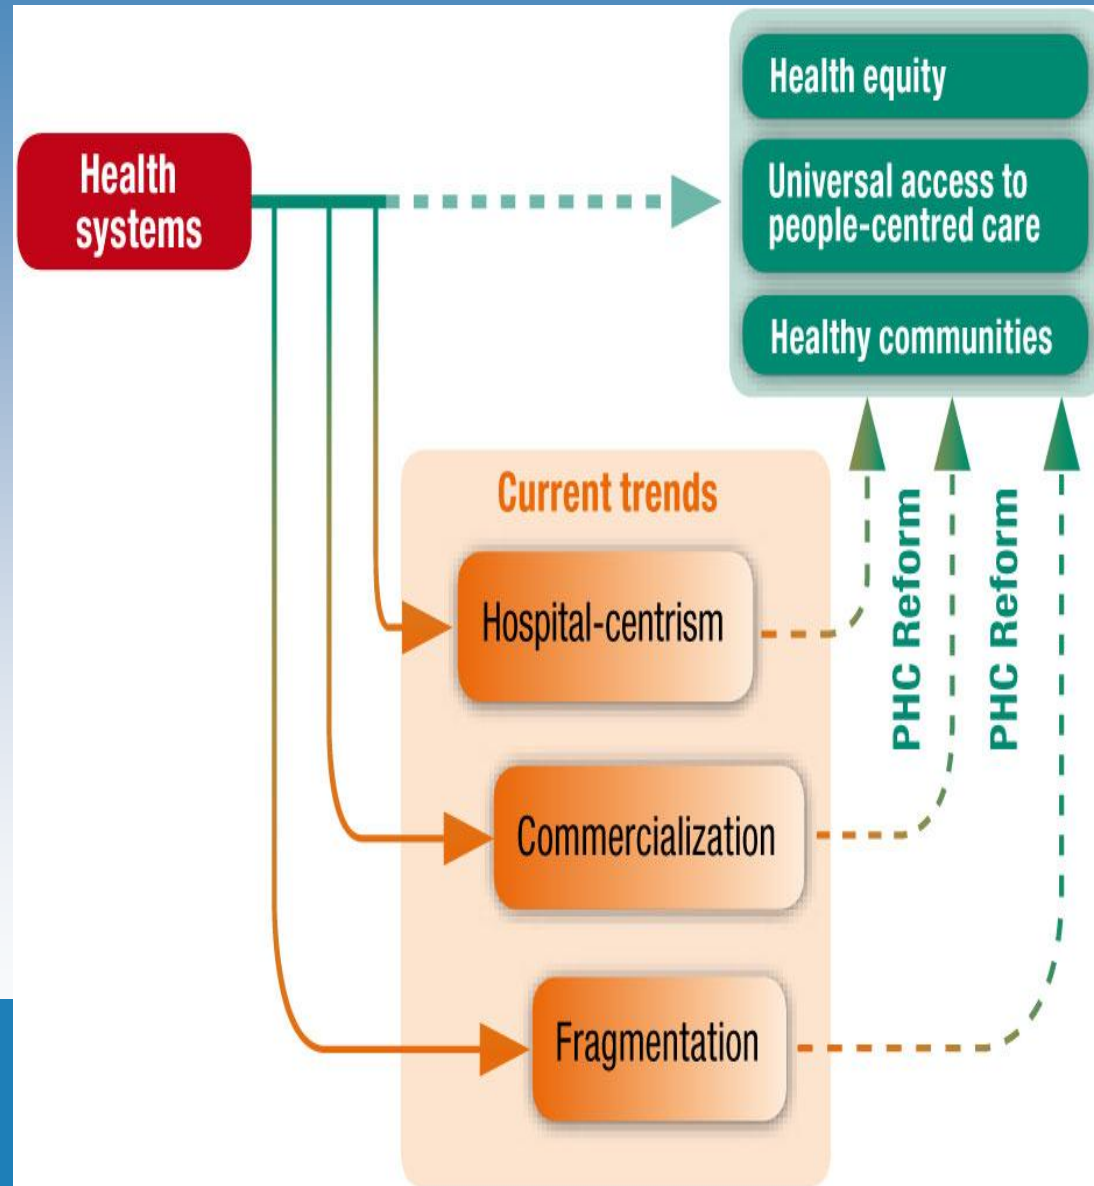 Health
systems
Health equity
Universal access to
people-centred care
Healthy communities
Current trends
Hospital-centrism
Commercialization
Fragmentation
PHC Reform
PHC Reform